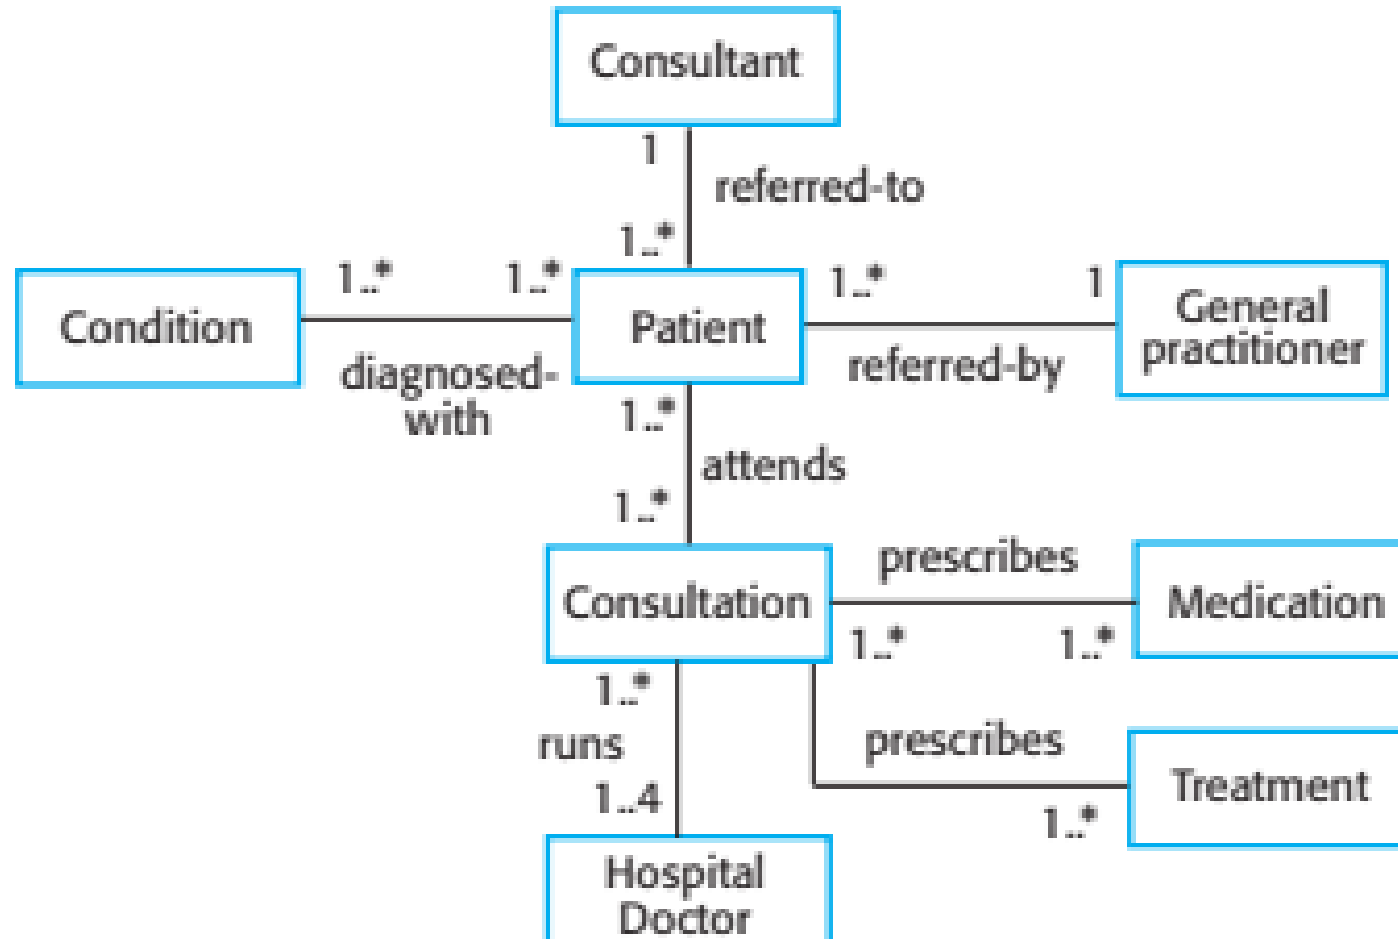 Consultant
1
referred-to
1..*
1..*
1..*
1..*
1
Condition
Patient
General
practitioner
diagnosed-
with
referred-by
1..*
attends
1..*
prescribes
Consultation
Medication
1..*
1..*
1..*
runs
prescribes
1..4
Treatment
1..*
Hospital
Doctor